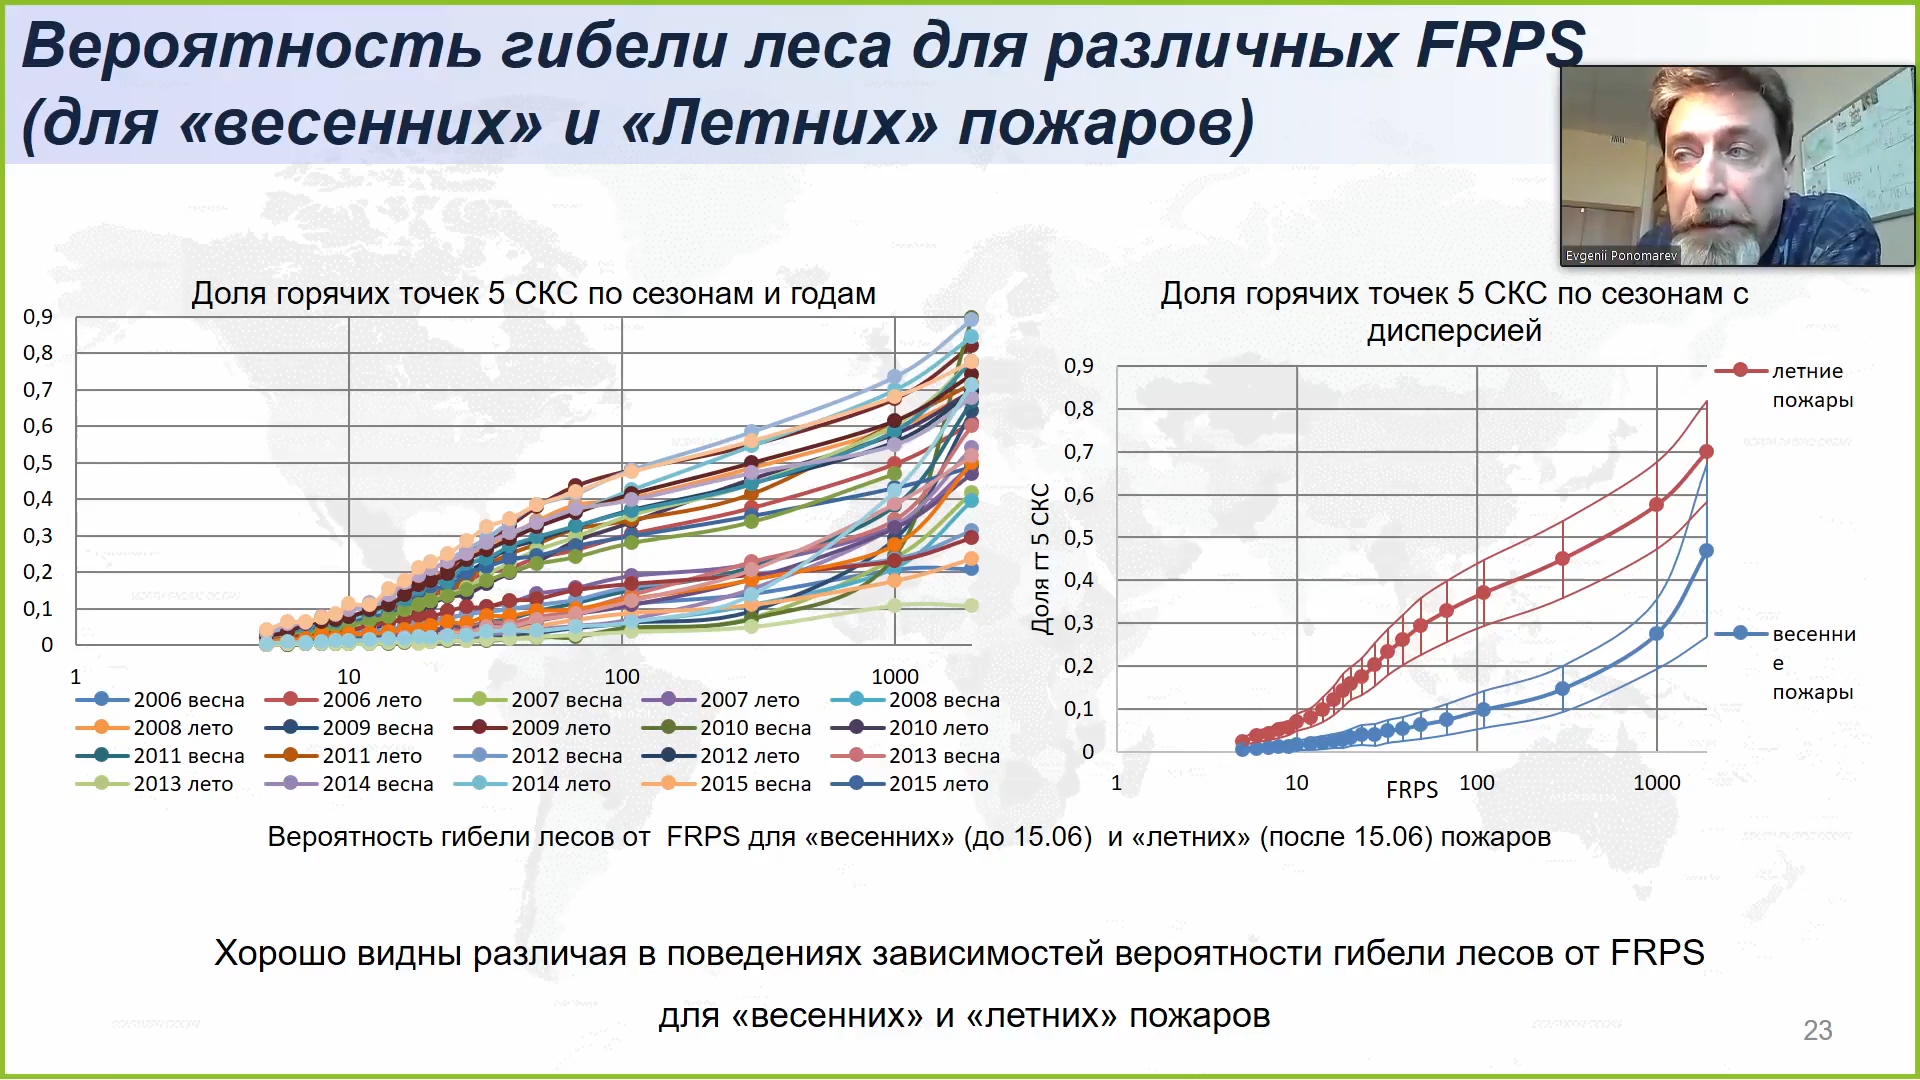 Вероятность гибели леса для различных FRPS
(для «весенних» и «Летних» пожаров)
Evgenii Ponomarev
Доля горячих точек 5 СКС по сезонам и годам
0,9
0,8
0,7
0,6
0,5
0,4
0,3
0,2
0,1
0
1 10 100 1000
2006 весна 2006 лето 2007 весна 2007 лето 2008 весна
2008 лето 2009 весна 2009 лето 2010 весна 2010 лето
2011 весна 2011 лето 2012 весна 2012 лето 2013 весна
2013 лето 2014 весна 2014 лето 2015 весна 2015 лето
Доля горячих точек 5 СКС по сезонам с
дисперсией
Доля гт 5 СКС
0,9
0,8
0,7
0,6
0,5
0,4
0,3
0,2
0,1
0
1 10 100 1000
FRPS
летние
пожары
весенни
е
пожары
Вероятность гибели лесов от FRPS для «весенних» (до 15.06) и «летних» (после 15.06) пожаров
Хорошо видны различая в поведениях зависимостей вероятности гибели лесов от FRPS
для «весенних» и «летних» пожаров
23